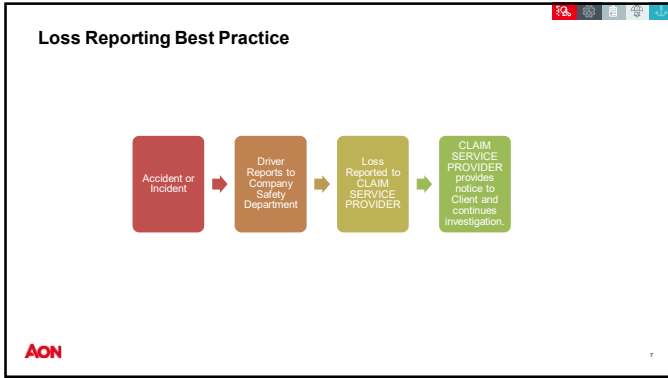 Loss Reporting Best Practice
Accident or
Incident
Driver
Reports to
Company
Safety
Department
Loss
Reported to
CLAIM
SERVICE
PROVIDER
CLAIM
SERVICE
PROVIDER
provides
notice to
Client and
continues
investigation.
AON
7